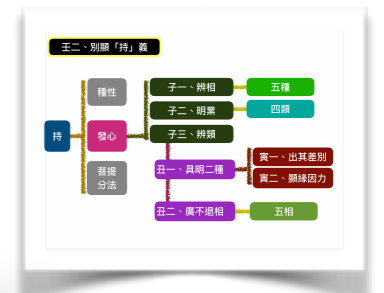 壬二、別顯「持」義
持
種性
發心
菩提
分法
子一、辨相
五種
子二、明業
四類
子三、辨類
丑一、具明二種
寅一、出其差別
寅二、顯緣因力
丑二、廣不退相
五相